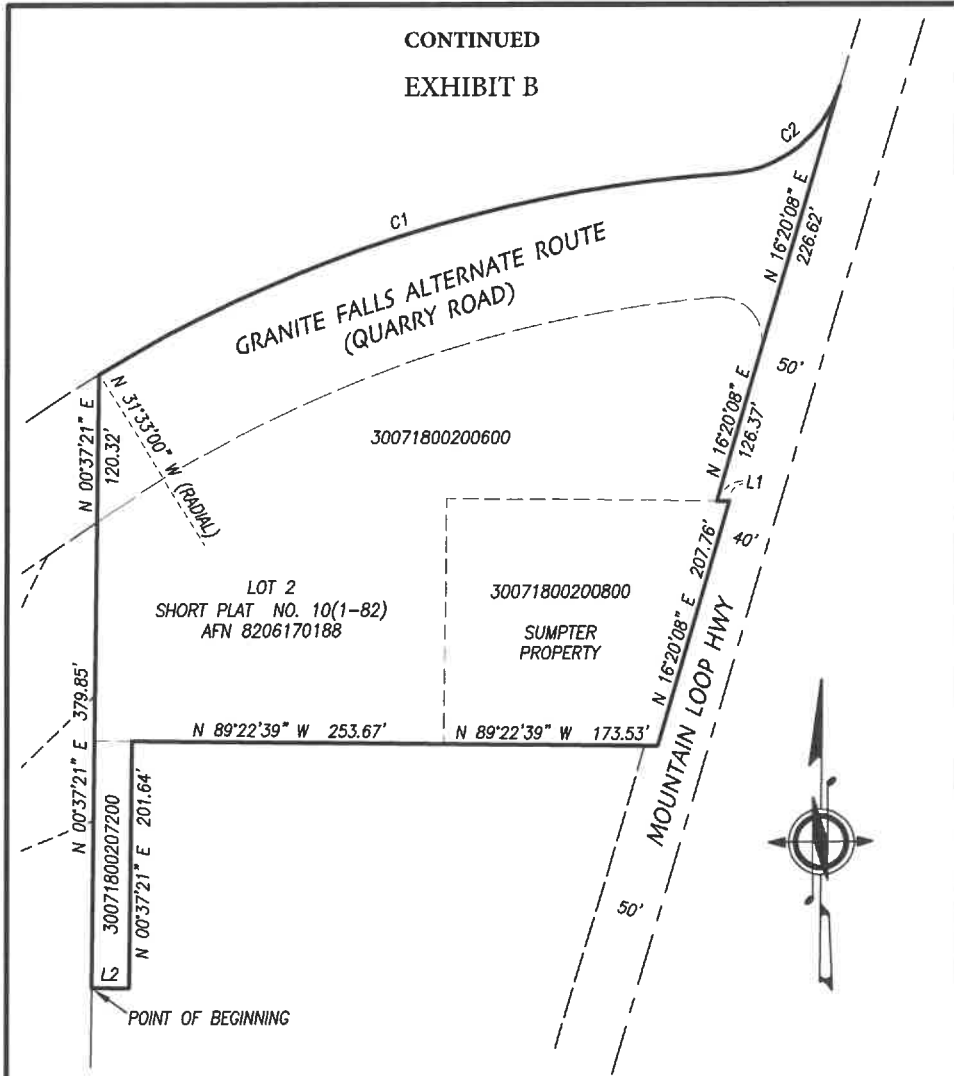 CONTINUED
EXHIBIT B
C2
C1
N 16°20'08" E
226.62'
GRANITE FALLS ALTERNATE ROUTE
(QUARRY ROAD)
50'
N 00°37'21" E
120.32'
N 31°33'00" W (RADIAL)
30071800200600
N 16°20'08" E
126.37'
L1
40'
LOT 2
SHORT PLAT NO. 10(1-82)
AFN 8206170188
30071800200800
SUMPTER
PROPERTY
N 16°20'08" E 207.76'
MOUNTAIN LOOP HWY
N 00°37'21" E 379.85'
N 89°22'39" W 253.67'
N 89°22'39" W 173.53'
30071800207200
N 00°37'21" E 201.64'
50'
L2
POINT OF BEGINNING